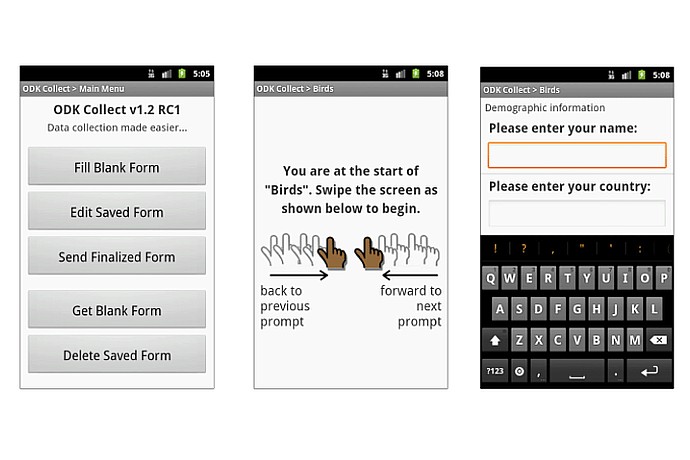 5:05
ODK Collect > Main Menu
ODK Collect v1.2 RC1
Data collection made easier...
Fill Blank Form
Edit Saved Form
Send Finalized Form
Get Blank Form
Delete Saved Form
5:08
ODK Collect > Birds
You are at the start of
"Birds". Swipe the screen as
shown below to begin.
back to
previous
prompt
forward to
next
prompt
5:08
ODK Collect > Birds
Demographic information
Please enter your name:
Please enter your country:
! ? , " ' :
Q W E R T Y U I O P
A S D F G H J K L
Z X C V B N M
?123 , .